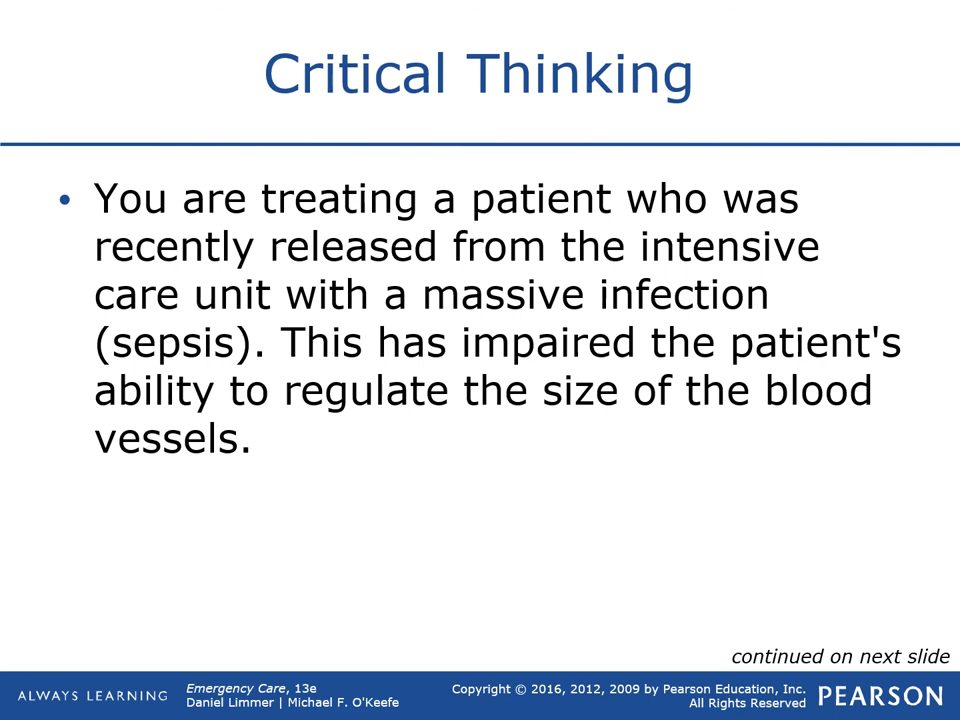 Critical Thinking
• You are treating a patient who was
recently released from the intensive
care unit with a massive infection
(sepsis). This has impaired the patient's
ability to regulate the size of the blood
vessels.
continued on next slide
ALWAYS LEARNING
Emergency Care, 13e
Daniel Limmer | Michael F. O'Keefe
Copyright © 2016, 2012, 2009 by Pearson Education, Inc.
All Rights Reserved
PEARSON